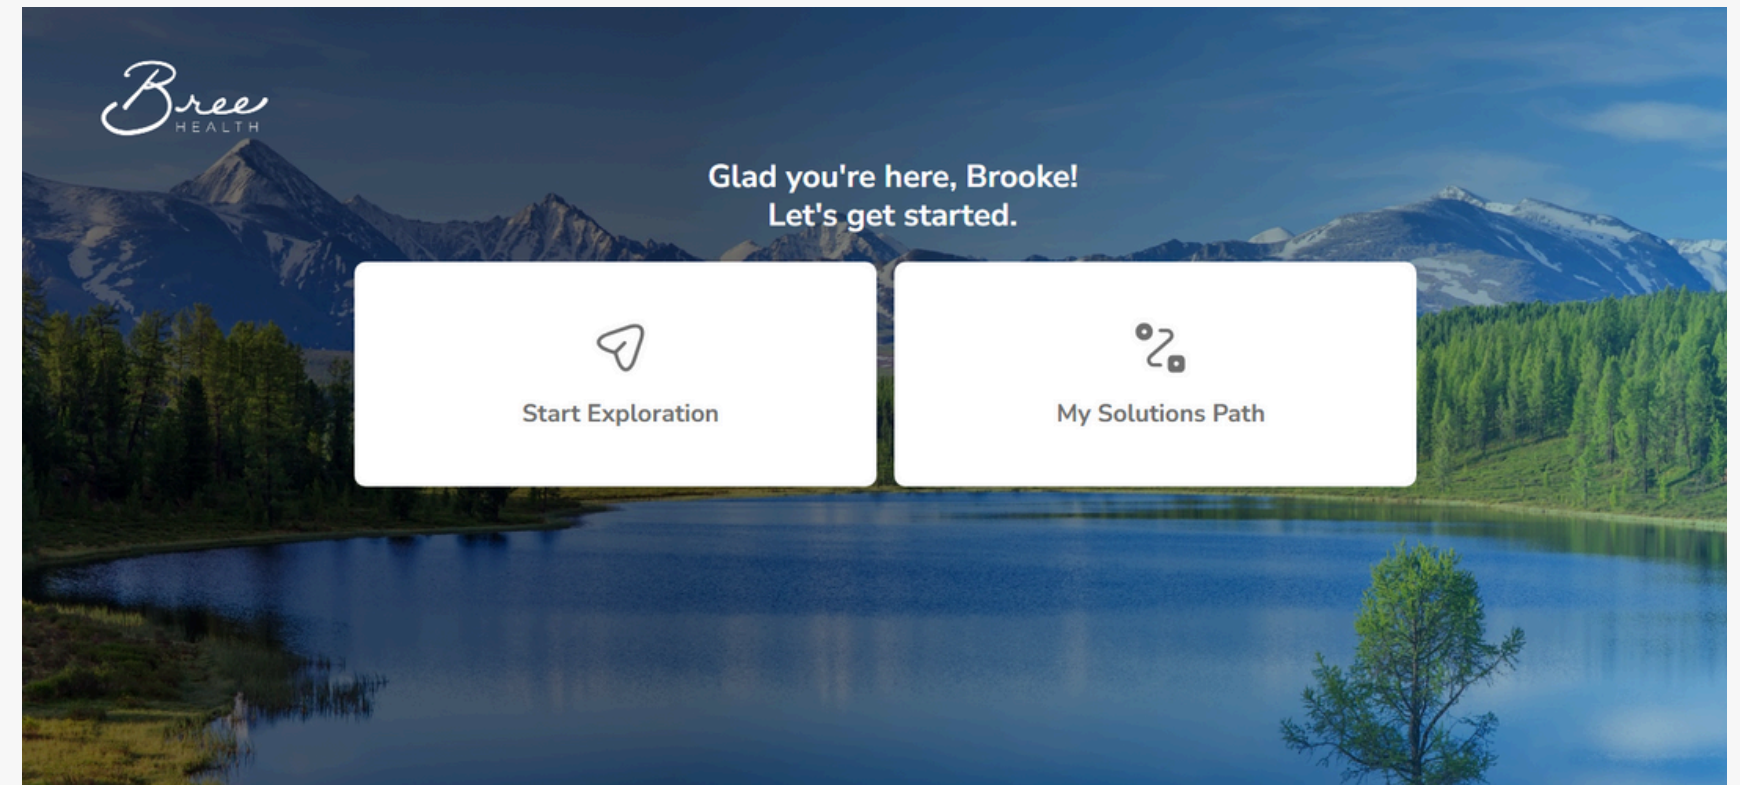 Bree
HEALTH
Glad you're here, Brooke!
Let's get started.
Start Exploration
My Solutions Path